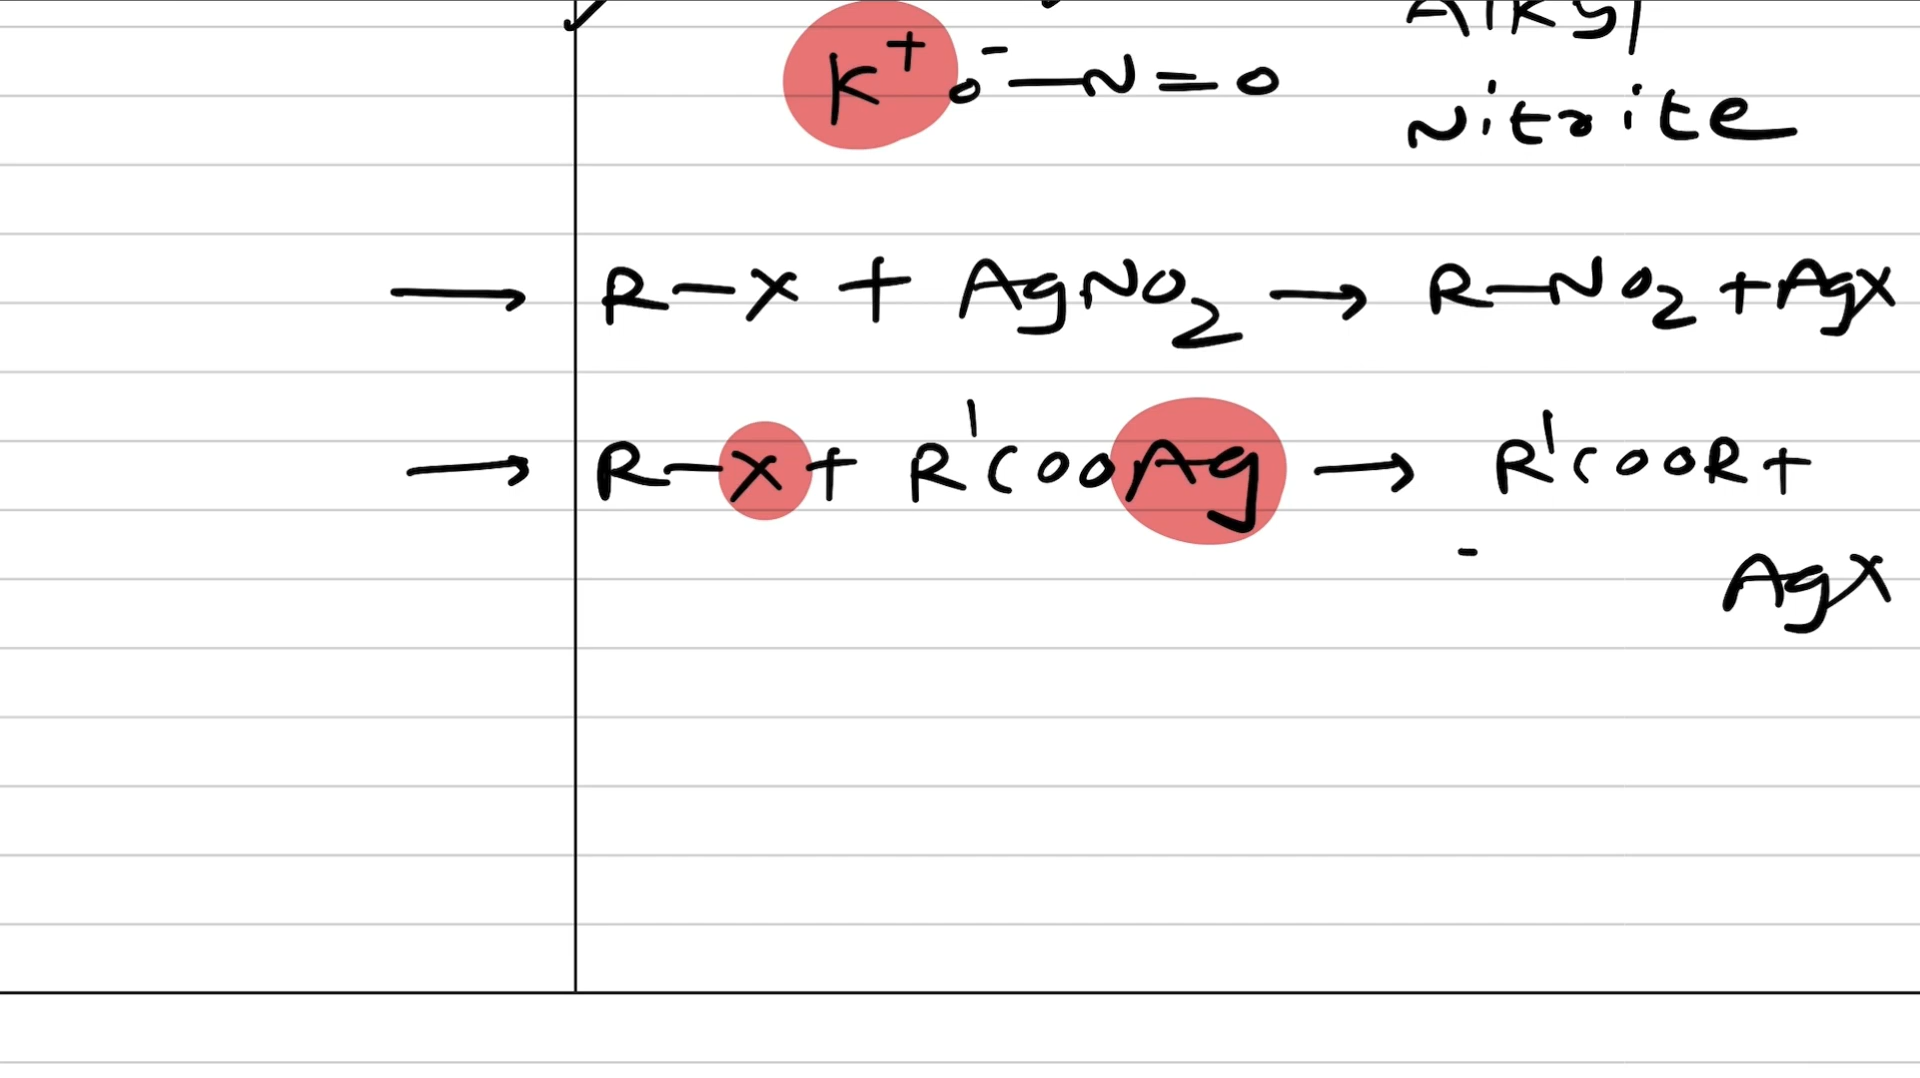 Alkyl
K⁺ ⁻O—N=O Nitrite
⟶ R-X + AgNO₂ ⟶ R-NO₂ + AgX
⟶ R-X + R'COOAg ⟶ R'COOR +
AgX